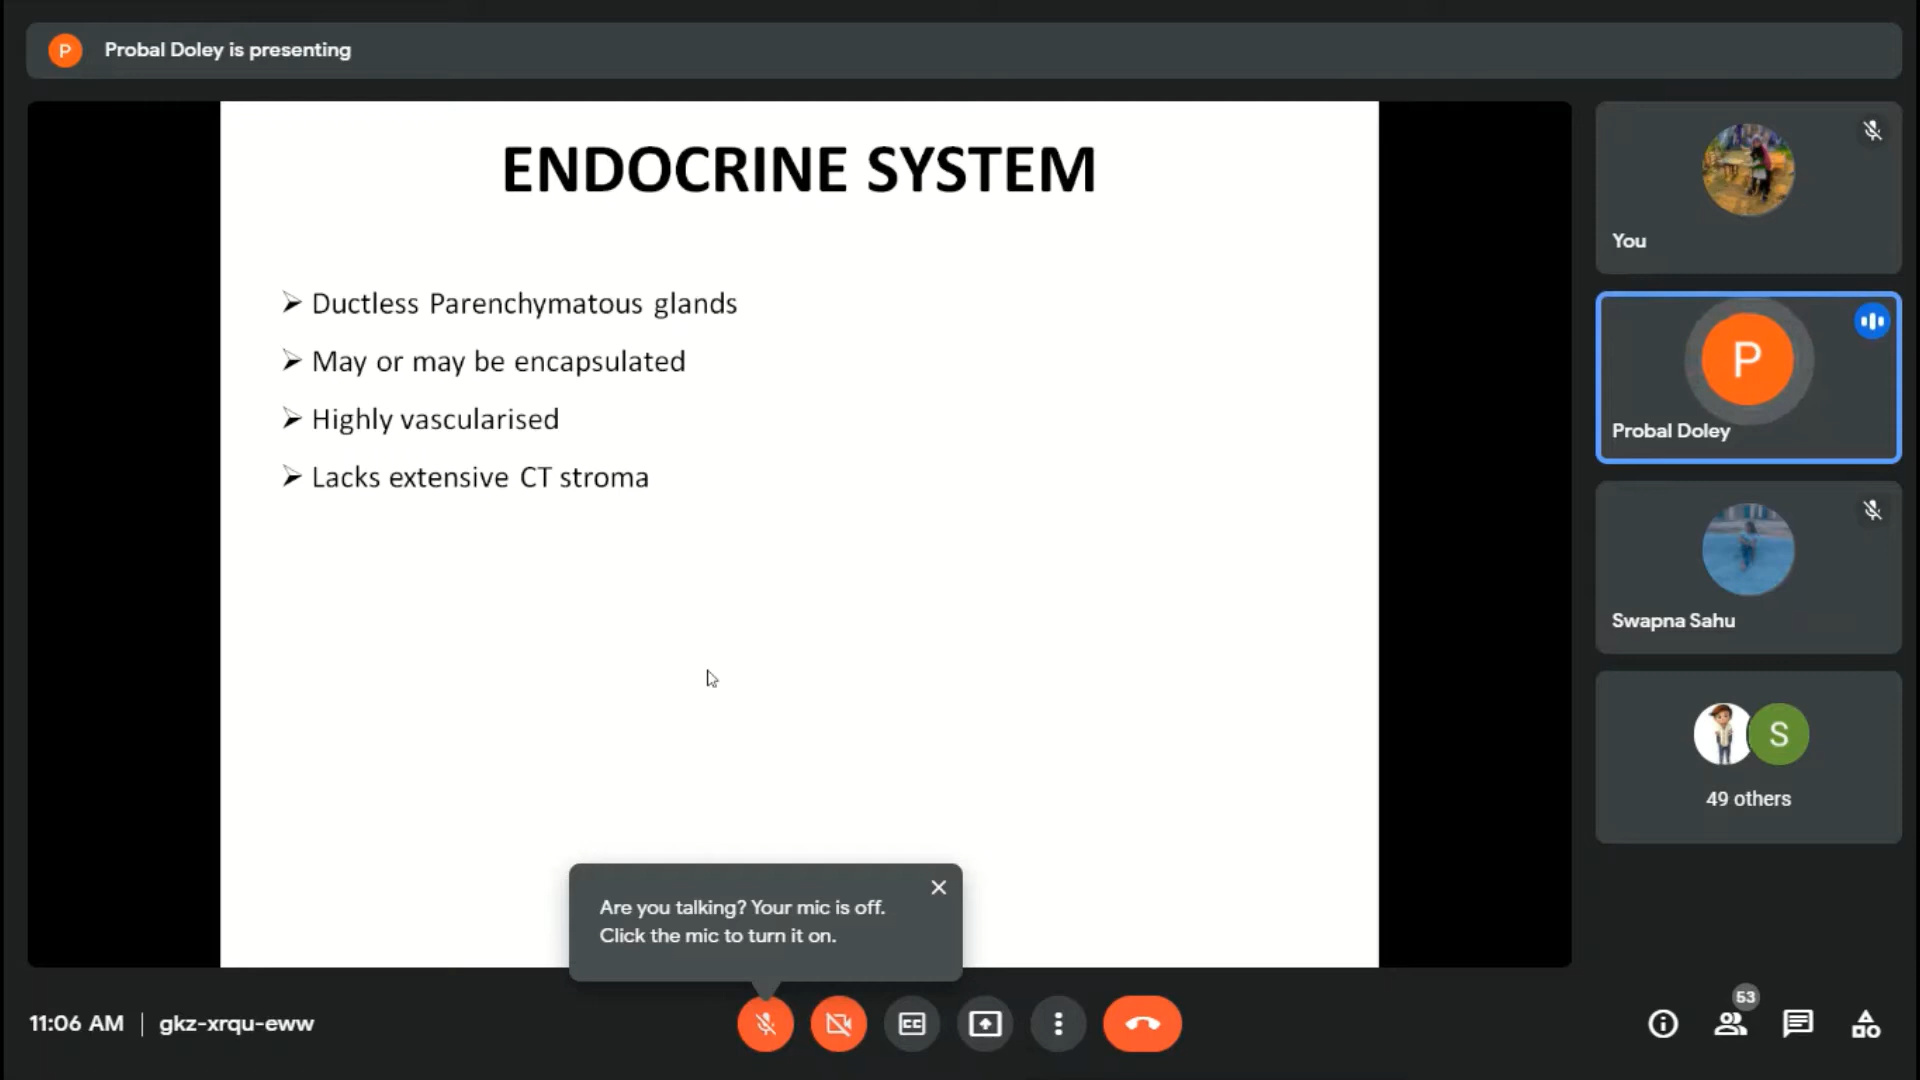 P Probal Doley is presenting
ENDOCRINE SYSTEM
➢ Ductless Parenchymatous glands
➢ May or may be encapsulated
➢ Highly vascularised
➢ Lacks extensive CT stroma
You
P
Probal Doley
Swapna Sahu
S
49 others
Are you talking? Your mic is off.
Click the mic to turn it on.
11:06 AM | gkz-xrqu-eww
CC
53